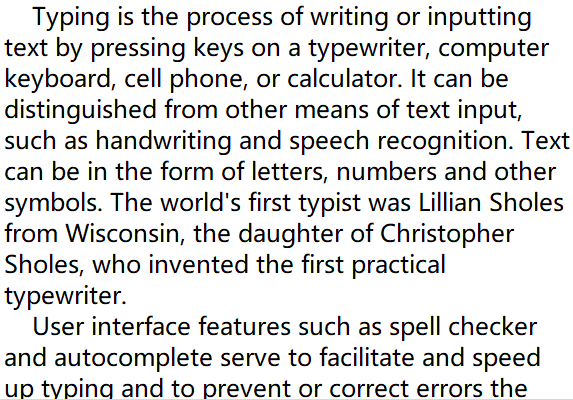 Typing is the process of writing or inputting
text by pressing keys on a typewriter, computer
keyboard, cell phone, or calculator. It can be
distinguished from other means of text input,
such as handwriting and speech recognition. Text
can be in the form of letters, numbers and other
symbols. The world's first typist was Lillian Sholes
from Wisconsin, the daughter of Christopher
Sholes, who invented the first practical
typewriter.
User interface features such as spell checker
and autocomplete serve to facilitate and speed
up typing and to prevent or correct errors the